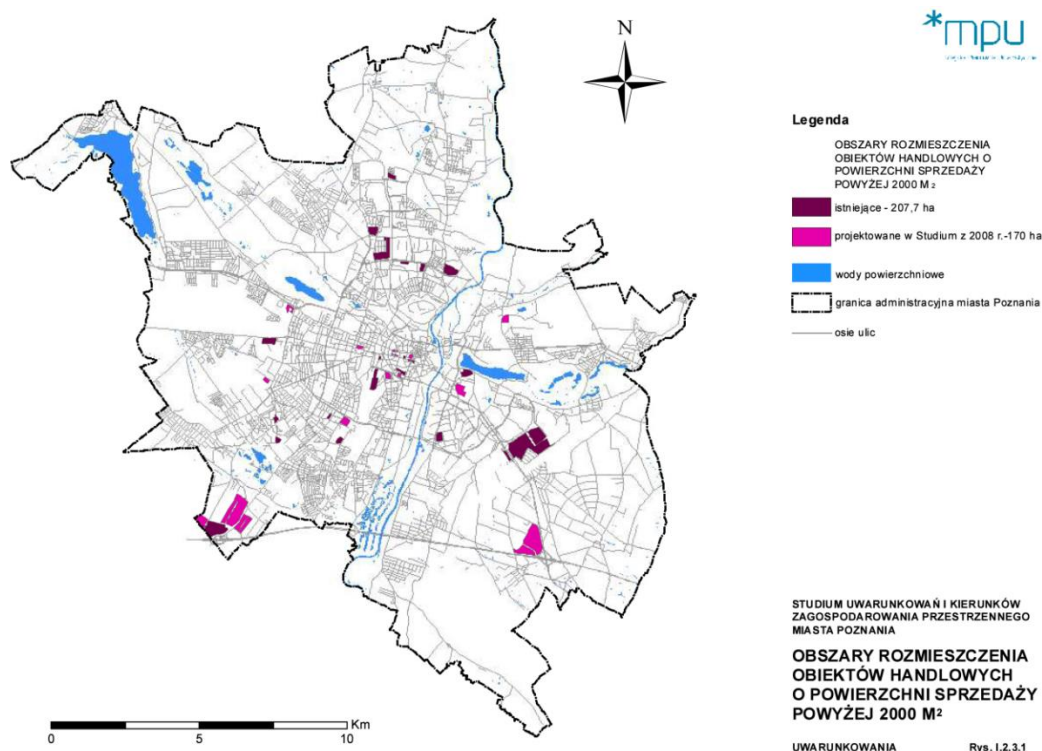 N
*mpu
Legenda
OBSZARY ROZMIESZCZENIA
OBIEKTÓW HANDLOWYCH O
POWIERZCHNI SPRZEDAŻY
POWYŻEJ 2000 M2
istniejące - 207,7 ha
projektowane w Studium z 2008 r.-170 ha
wody powierzchniowe
granica administracyjna miasta Poznania
osie ulic
Km
0 5 10
STUDIUM UWARUNKOWAŃ I KIERUNKÓW
ZAGOSPODAROWANIA PRZESTRZENNEGO
MIASTA POZNANIA
OBSZARY ROZMIESZCZENIA
OBIEKTÓW HANDLOWYCH
O POWIERZCHNI SPRZEDAŻY
POWYŻEJ 2000 M²
UWARUNKOWANIA Rys. I.2.3.1